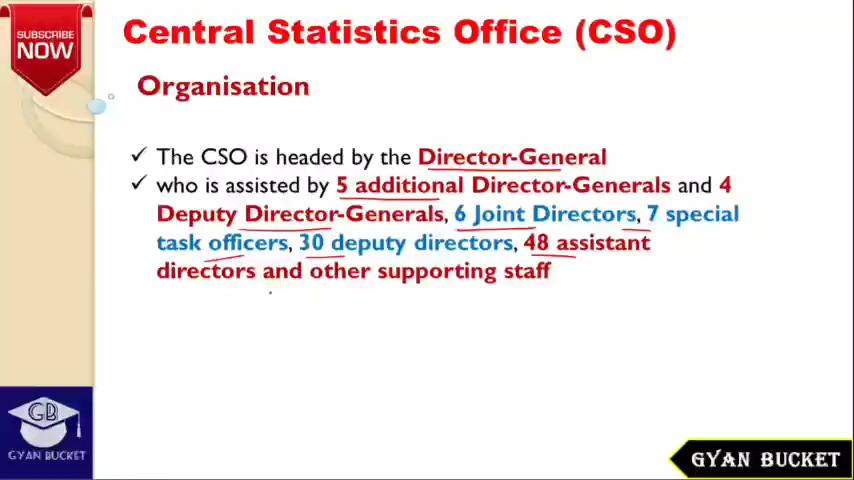 SUBSCRIBE
NOW
Central Statistics Office (CSO)
Organisation
✓ The CSO is headed by the Director-General
✓ who is assisted by 5 additional Director-Generals and 4
Deputy Director-Generals, 6 Joint Directors, 7 special
task officers, 30 deputy directors, 48 assistant
directors and other supporting staff
GB
GYAN BUCKET
GYAN BUCKET